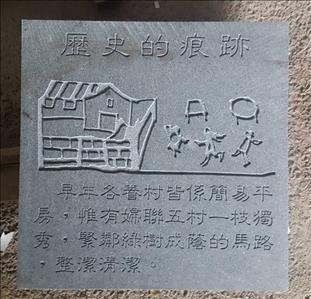 歷史的痕跡
早年各眷村皆係簡易平
房，惟有婦聯五村一枝獨
秀，緊鄰綠樹成蔭的馬路
，整潔清潔。